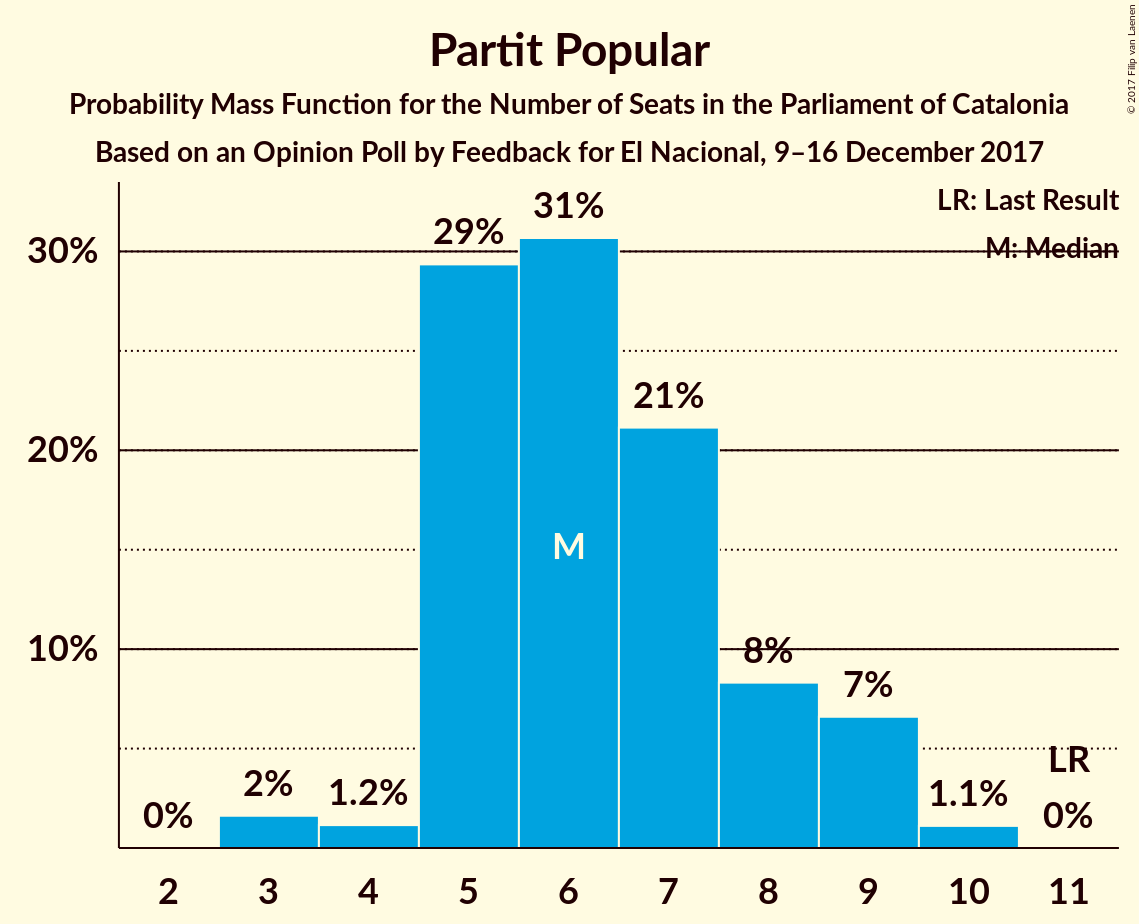 Partit Popular
Probability Mass Function for the Number of Seats in the Parliament of Catalonia
Based on an Opinion Poll by Feedback for El Nacional, 9–16 December 2017
© 2017 Filip van Laenen
LR: Last Result
M: Median
30%
20%
10%
0%
2%
1.2%
29%
31%
21%
8%
7%
1.1%
LR
0%
M
2 3 4 5 6 7 8 9 10 11